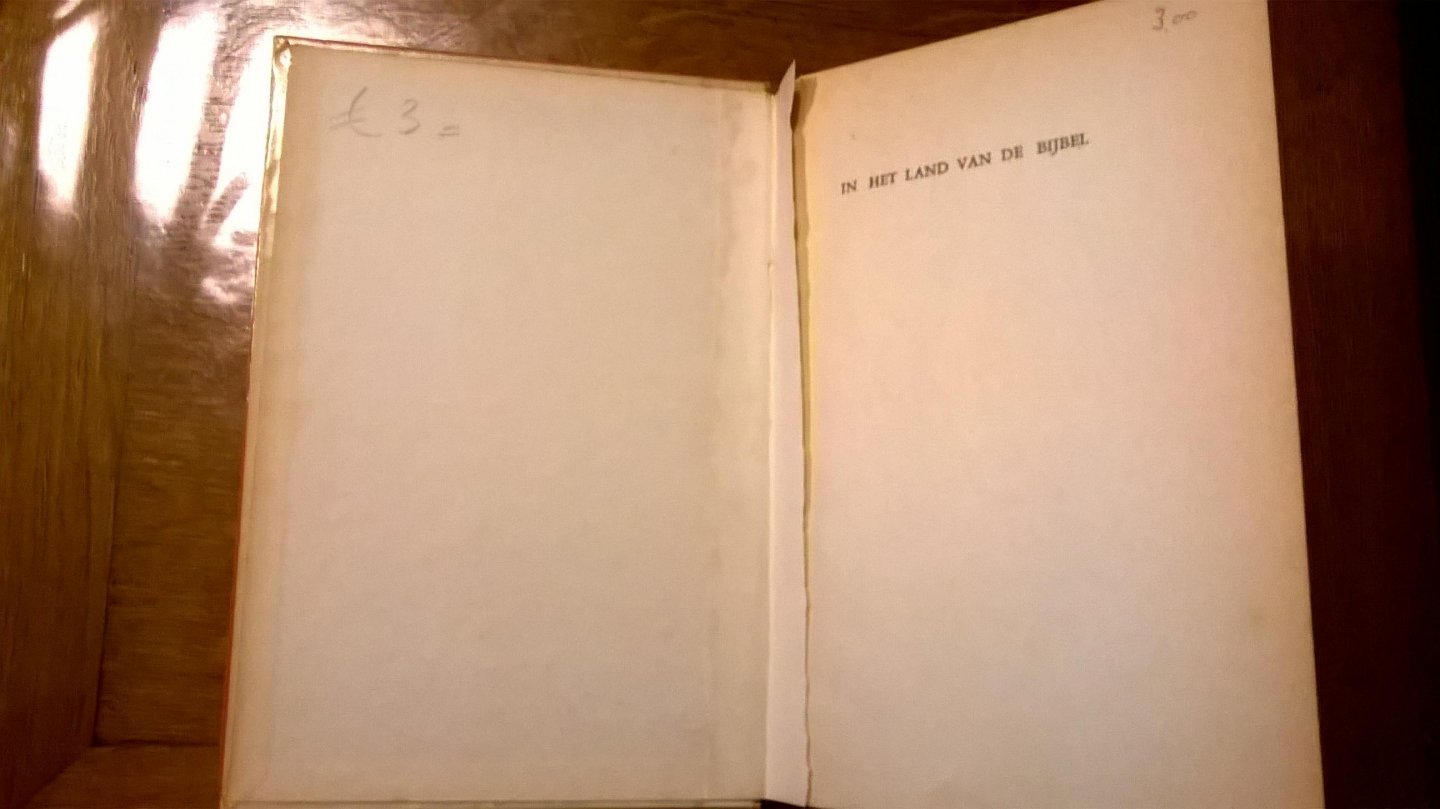 € 3 =
3,00
IN HET LAND VAN DE BIJBEL